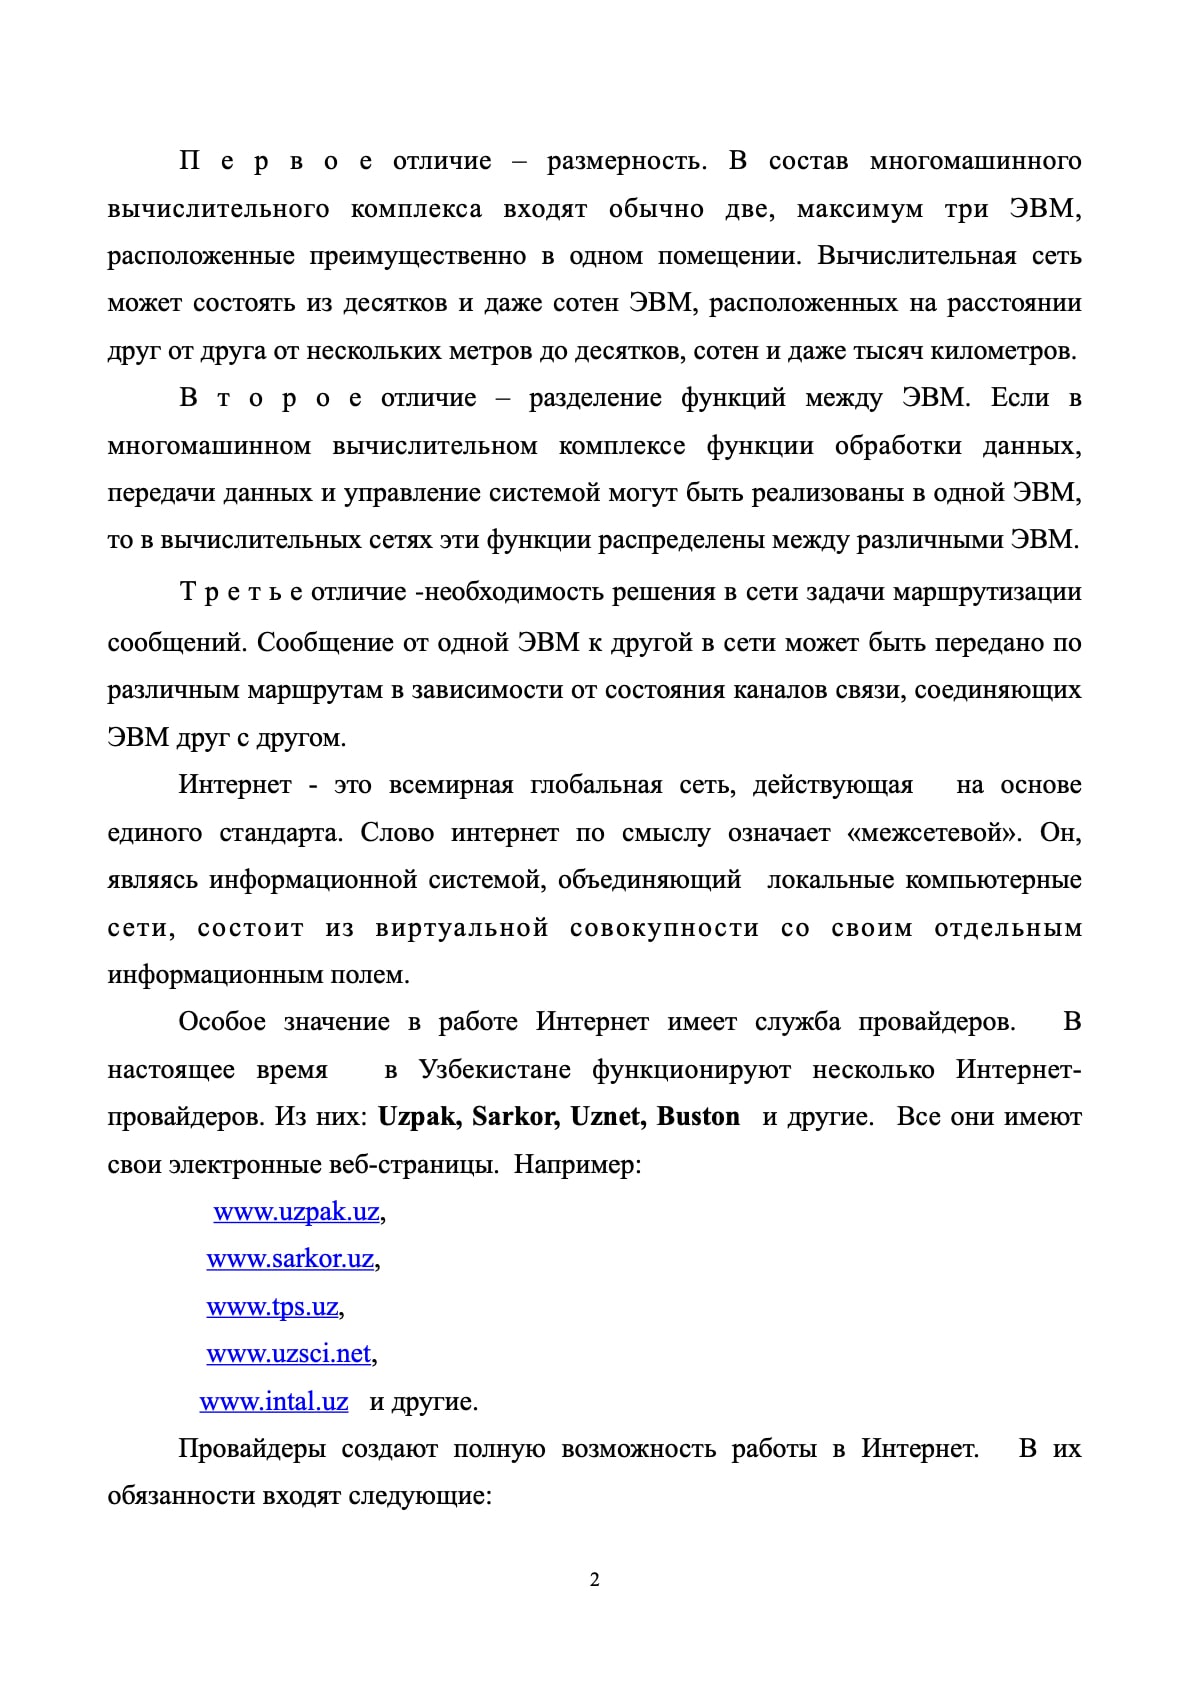 П е р в о е отличие – размерность. В состав многомашинного
вычислительного комплекса входят обычно две, максимум три ЭВМ,
расположенные преимущественно в одном помещении. Вычислительная сеть
может состоять из десятков и даже сотен ЭВМ, расположенных на расстоянии
друг от друга от нескольких метров до десятков, сотен и даже тысяч километров.
В т о р о е отличие – разделение функций между ЭВМ. Если в
многомашинном вычислительном комплексе функции обработки данных,
передачи данных и управление системой могут быть реализованы в одной ЭВМ,
то в вычислительных сетях эти функции распределены между различными ЭВМ.
Т р е т ь е отличие -необходимость решения в сети задачи маршрутизации
сообщений. Сообщение от одной ЭВМ к другой в сети может быть передано по
различным маршрутам в зависимости от состояния каналов связи, соединяющих
ЭВМ друг с другом.
Интернет - это всемирная глобальная сеть, действующая на основе
единого стандарта. Слово интернет по смыслу означает «межсетевой». Он,
являясь информационной системой, объединяющий локальные компьютерные
сети, состоит из виртуальной совокупности со своим отдельным
информационным полем.
Особое значение в работе Интернет имеет служба провайдеров. В
настоящее время в Узбекистане функционируют несколько Интернет-
провайдеров. Из них: Uzpak, Sarkor, Uznet, Buston и другие. Все они имеют
свои электронные веб-страницы. Например:
www.uzpak.uz,
www.sarkor.uz,
www.tps.uz,
www.uzsci.net,
www.intal.uz и другие.
Провайдеры создают полную возможность работы в Интернет. В их
обязанности входят следующие:
2